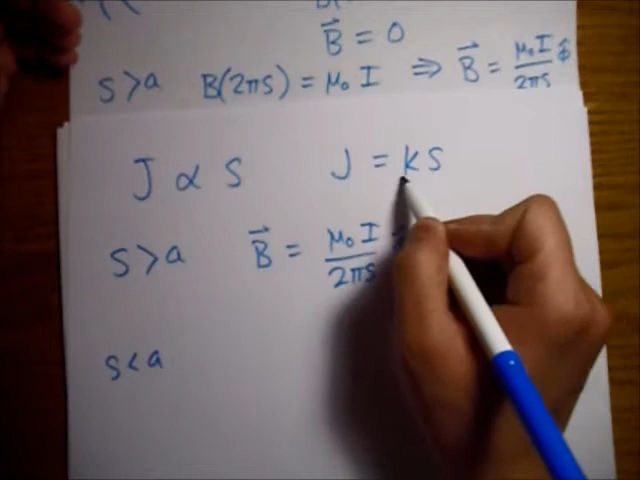 B⃗ = 0
s > a B(2πs) = μ₀ I ⇒ B⃗ = μ₀I/2πs φ̂
J ∝ s J = ks
s > a B⃗ = μ₀I/2πs
s < a